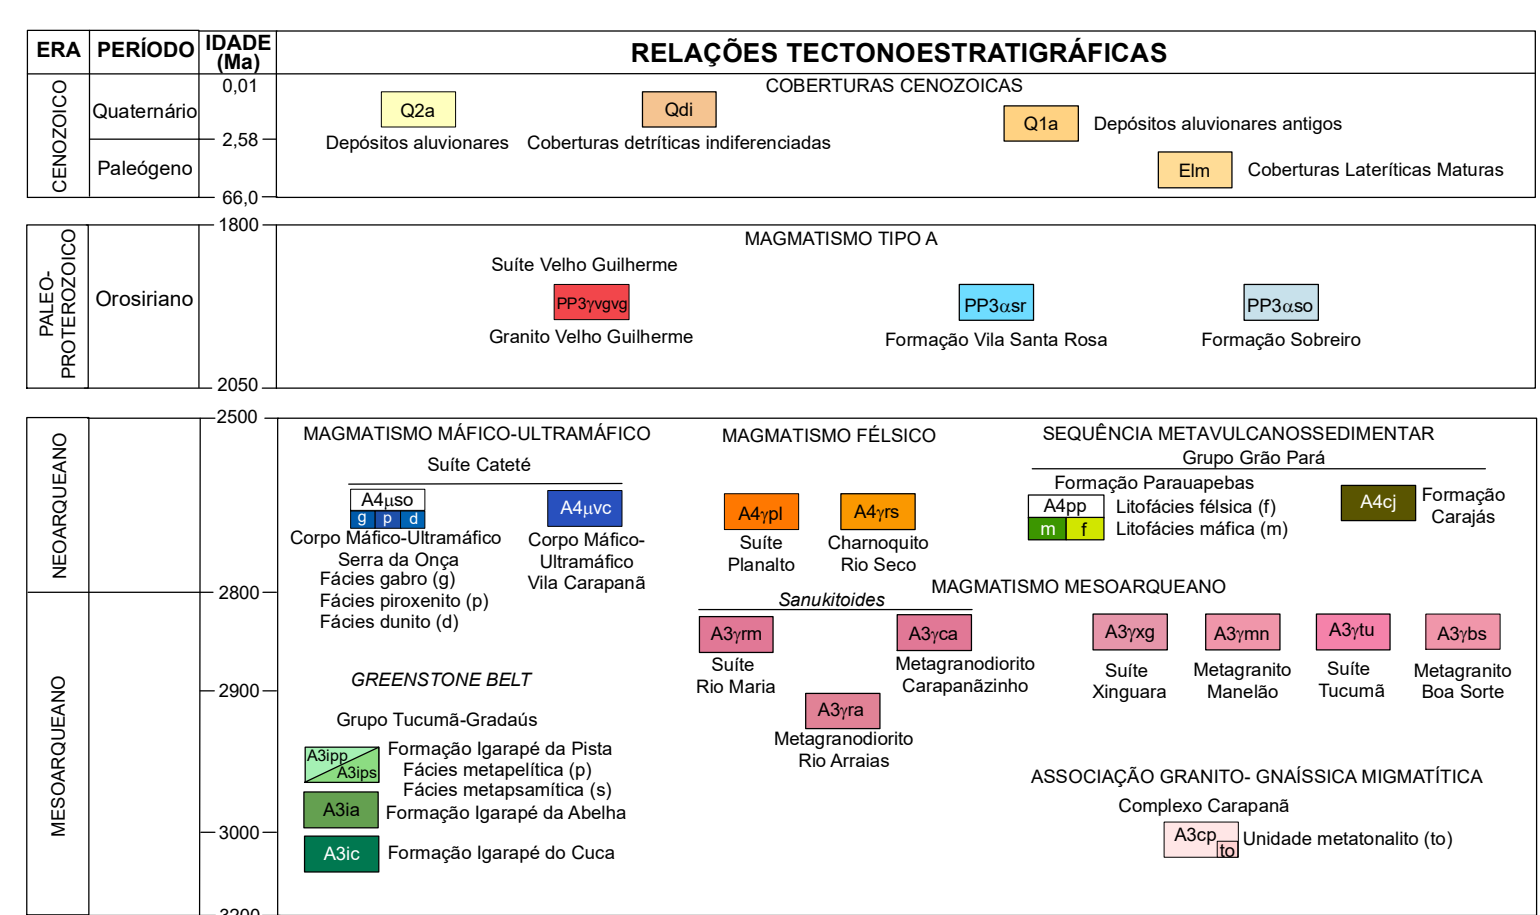 ERA PERÍODO IDADE (Ma) RELAÇÕES TECTONOESTRATIGRÁFICAS
CENOZOICO
Quaternário
Paleógeno
0,01
2,58
66,0
COBERTURAS CENOZOICAS
Q2a
Depósitos aluvionares
Qdi
Coberturas detríticas indiferenciadas
Q1a
Depósitos aluvionares antigos
Elm
Coberturas Lateríticas Maturas
PALEO-
PROTEROZOICO
Orosiriano
1800
2050
MAGMATISMO TIPO A
Suíte Velho Guilherme
PP3γvgvg
Granito Velho Guilherme
PP3αsr
Formação Vila Santa Rosa
PP3αso
Formação Sobreiro
NEOARQUEANO
MESOARQUEANO
2500
2800
2900
3000
3200
MAGMATISMO MÁFICO-ULTRAMÁFICO
Suíte Cateté
A4μso
g p d
Corpo Máfico-Ultramáfico
Serra da Onça
Fácies gabro (g)
Fácies piroxenito (p)
Fácies dunito (d)
A4μvc
Corpo Máfico-
Ultramáfico
Vila Carapanã
MAGMATISMO FÉLSICO
A4γpl
Suíte
Planalto
A4γrs
Charnoquito
Rio Seco
SEQUÊNCIA METAVULCANOSSEDIMENTAR
Grupo Grão Pará
Formação Parauapebas
A4pp
m f
Litofácies félsica (f)
Litofácies máfica (m)
A4cj
Formação
Carajás
MAGMATISMO MESOARQUEANO
Sanukitoides
A3γrm
Suíte
Rio Maria
A3γca
Metagranodiorito
Carapanãzinho
A3γra
Metagranodiorito
Rio Arraias
A3γxg
Suíte
Xinguara
A3γmn
Metagranito
Manelão
A3γtu
Suíte
Tucumã
A3γbs
Metagranito
Boa Sorte
GREENSTONE BELT
Grupo Tucumã-Gradaús
A3ipp
A3ips
Formação Igarapé da Pista
Fácies metapelítica (p)
Fácies metapsamítica (s)
A3ia
Formação Igarapé da Abelha
A3ic
Formação Igarapé do Cuca
ASSOCIAÇÃO GRANITO- GNAÍSSICA MIGMATÍTICA
Complexo Carapanã
A3cp
to
Unidade metatonalito (to)